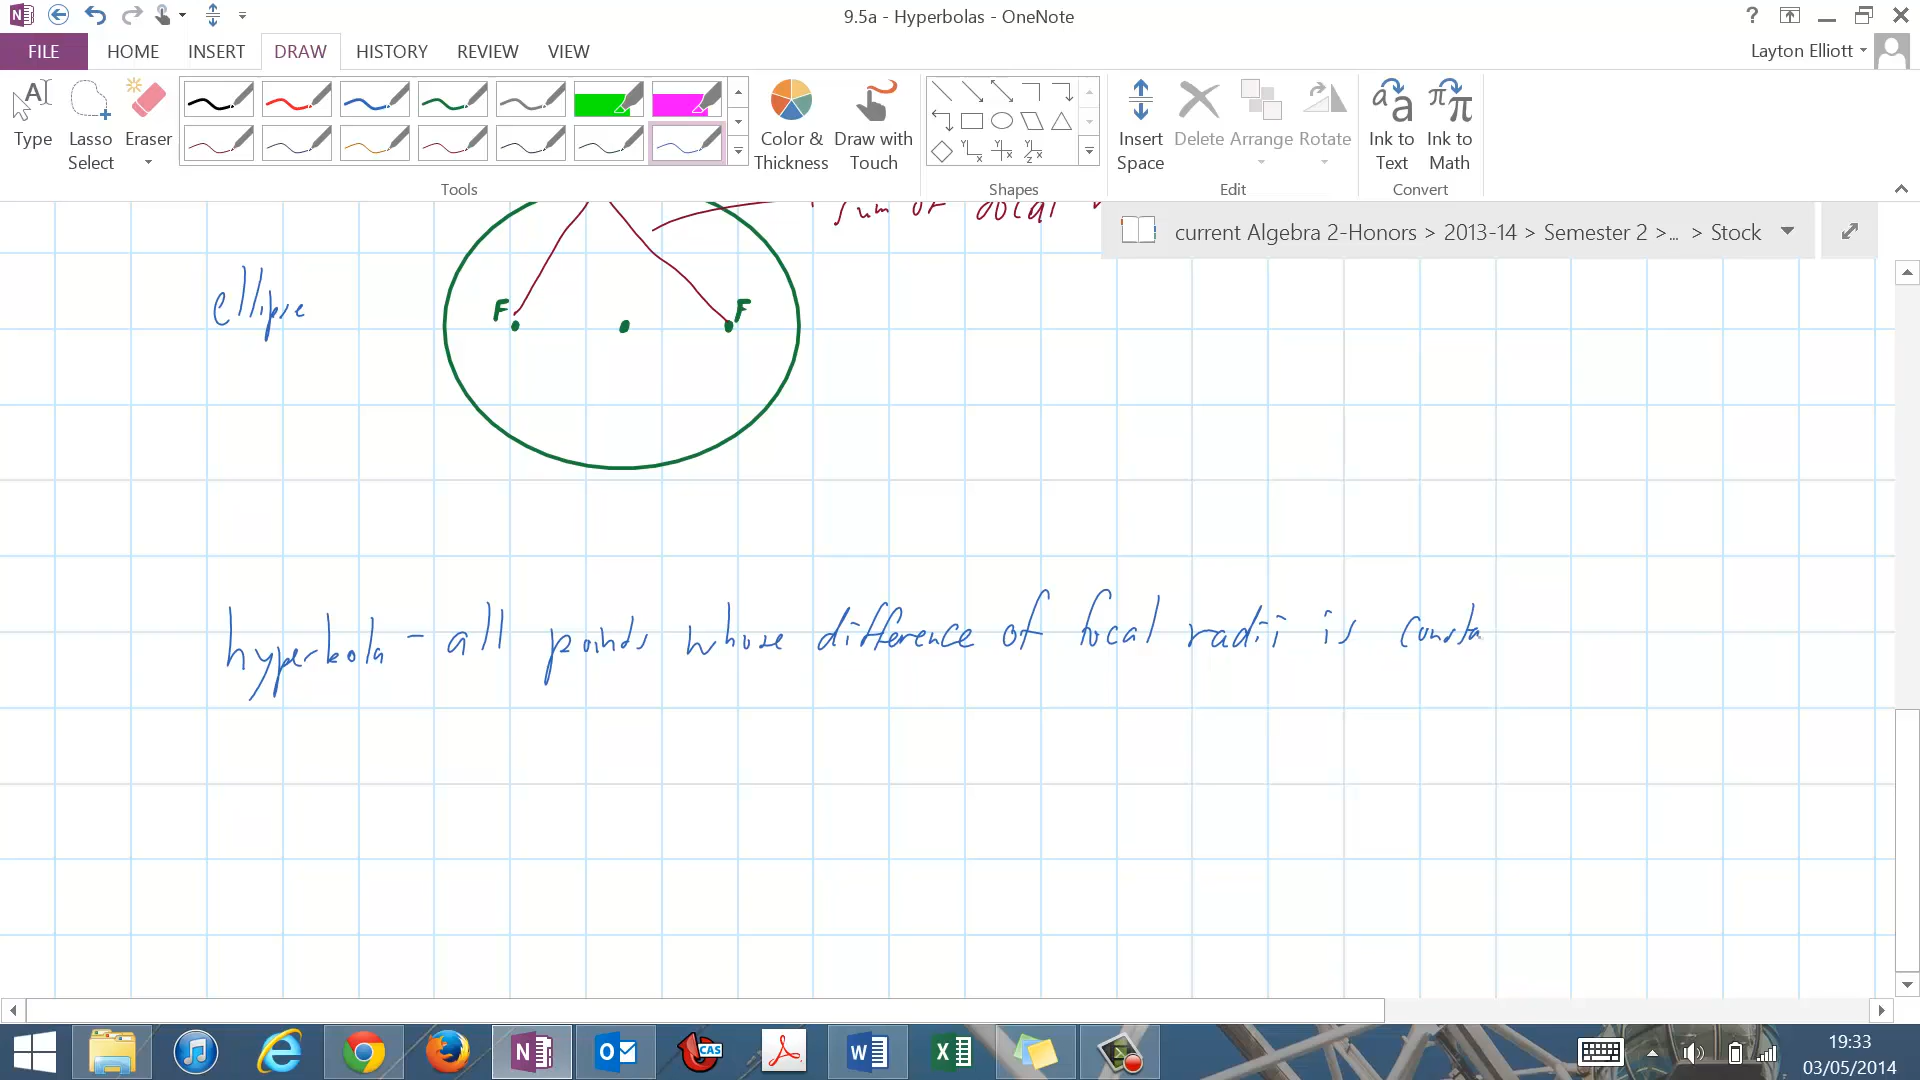 9.5a - Hyperbolas - OneNote
?
FILE HOME INSERT DRAW HISTORY REVIEW VIEW
Layton Elliott
Type
Lasso Select
Eraser
Color & Thickness
Draw with Touch
Insert Space
Delete
Arrange
Rotate
Ink to Text
Ink to Math
Tools Shapes Edit Convert
sum of
current Algebra 2-Honors > 2013-14 > Semester 2 >... > Stock
ellipse
F F
hyperbola - all points whose difference of focal radii is consta
CAS
19:33
03/05/2014